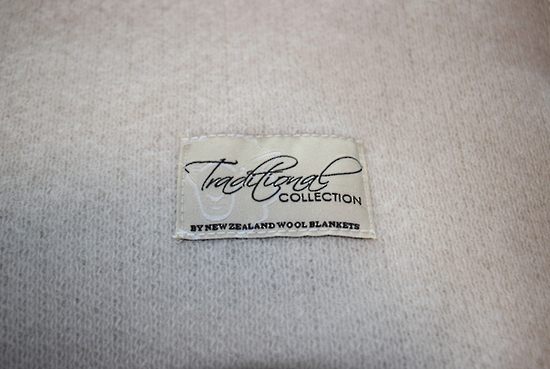 Traditional
COLLECTION
BY NEW ZEALAND WOOL BLANKETS